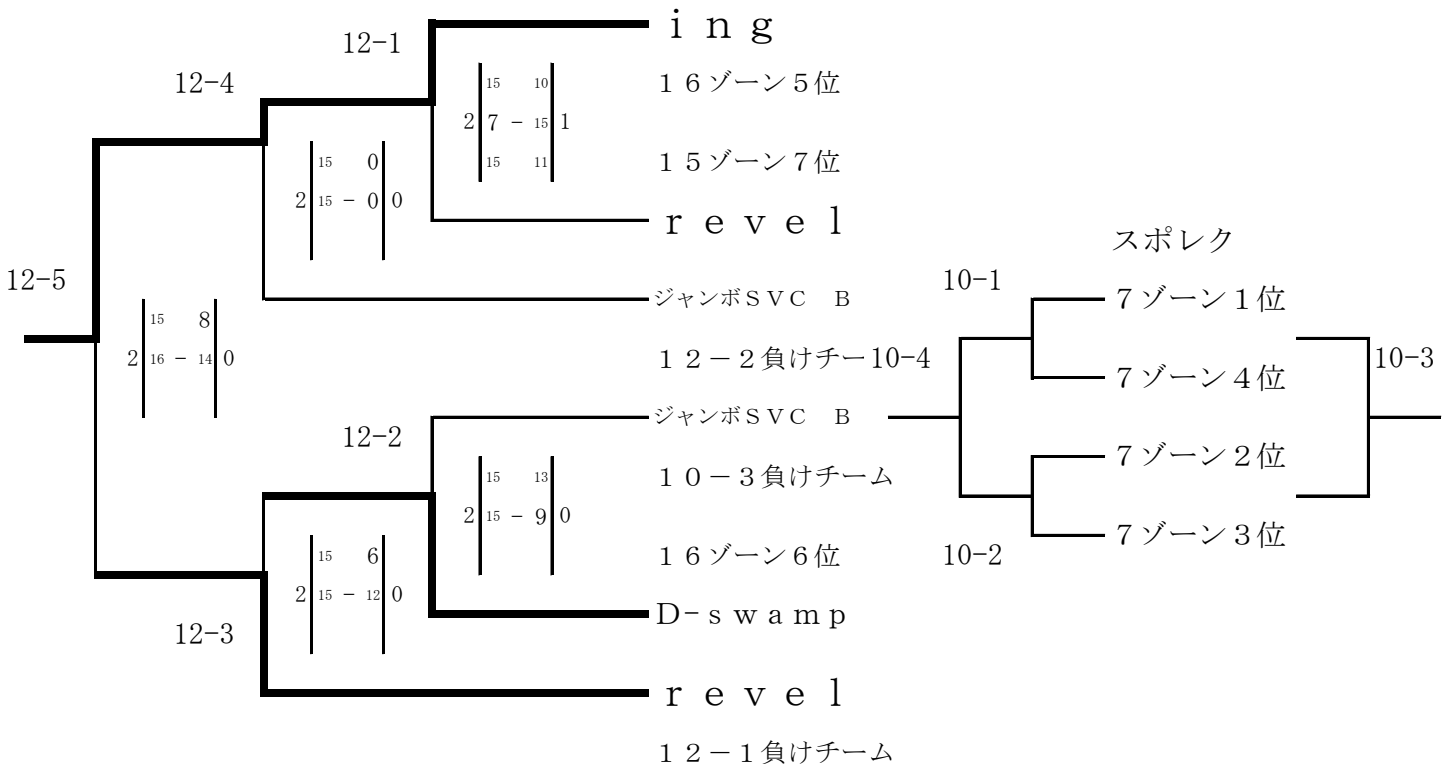 ｉｎｇ
12-1
12-4
15 10
１６ゾーン５位
2 7 - 15 1
15 11
15 0
１５ゾーン７位
2 15 - 0 0
ｒｅｖｅｌ
スポレク
12-5
ジャンボＳＶＣ　Ｂ
10-1
７ゾーン１位
15 8
2 16 - 14 0
１２－２負けチー
10-4
７ゾーン４位
10-3
ジャンボＳＶＣ　Ｂ
12-2
７ゾーン２位
15 13
１０－３負けチーム
2 15 - 9 0
７ゾーン３位
15 6
１６ゾーン６位
10-2
2 15 - 12 0
Ｄ-ｓｗａｍｐ
12-3
ｒｅｖｅｌ
１２－１負けチーム